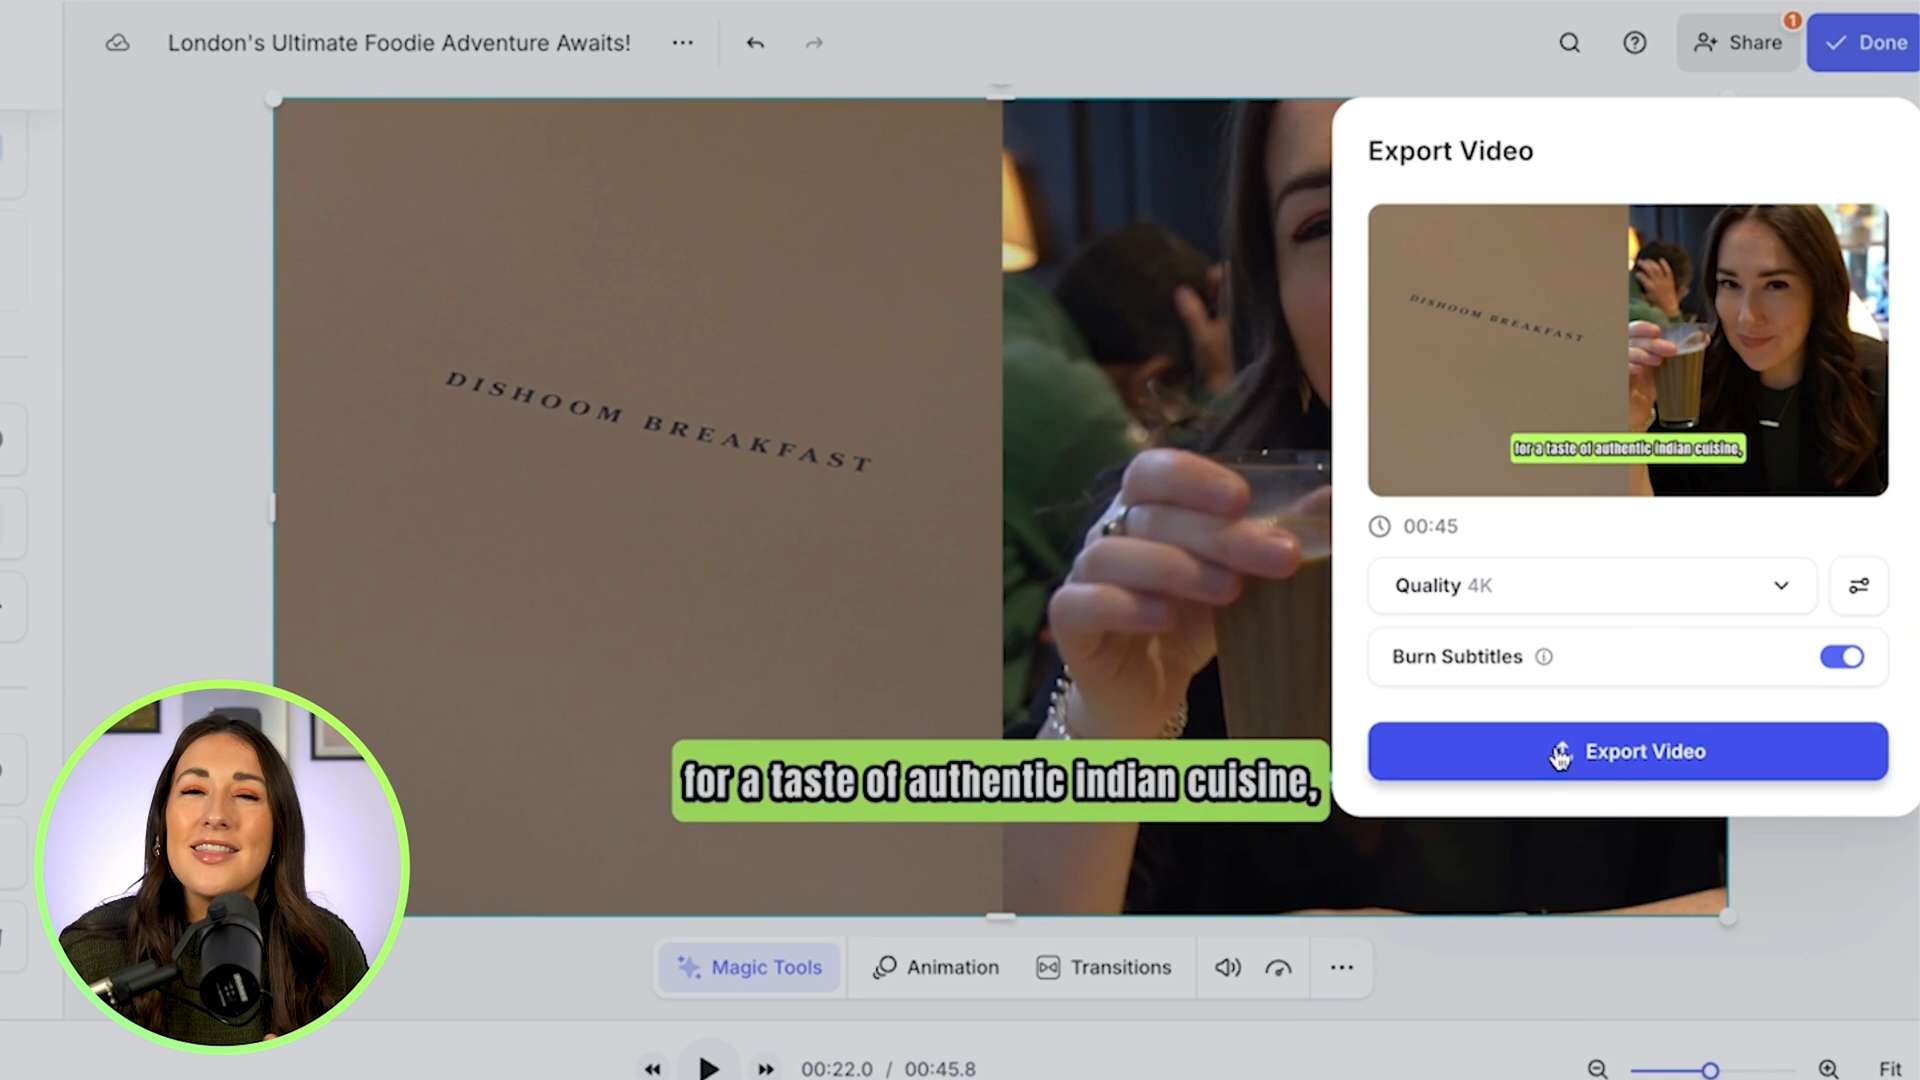 London's Ultimate Foodie Adventure Awaits!
Share
1
Done
Export Video
DISHOOM BREAKFAST
DISHOOM BREAKFAST
for a taste of authentic indian cuisine,
00:45
Quality 4K
Burn Subtitles
Export Video
for a taste of authentic indian cuisine,
Magic Tools
Animation
Transitions
00:22.0 / 00:45.8
Fit